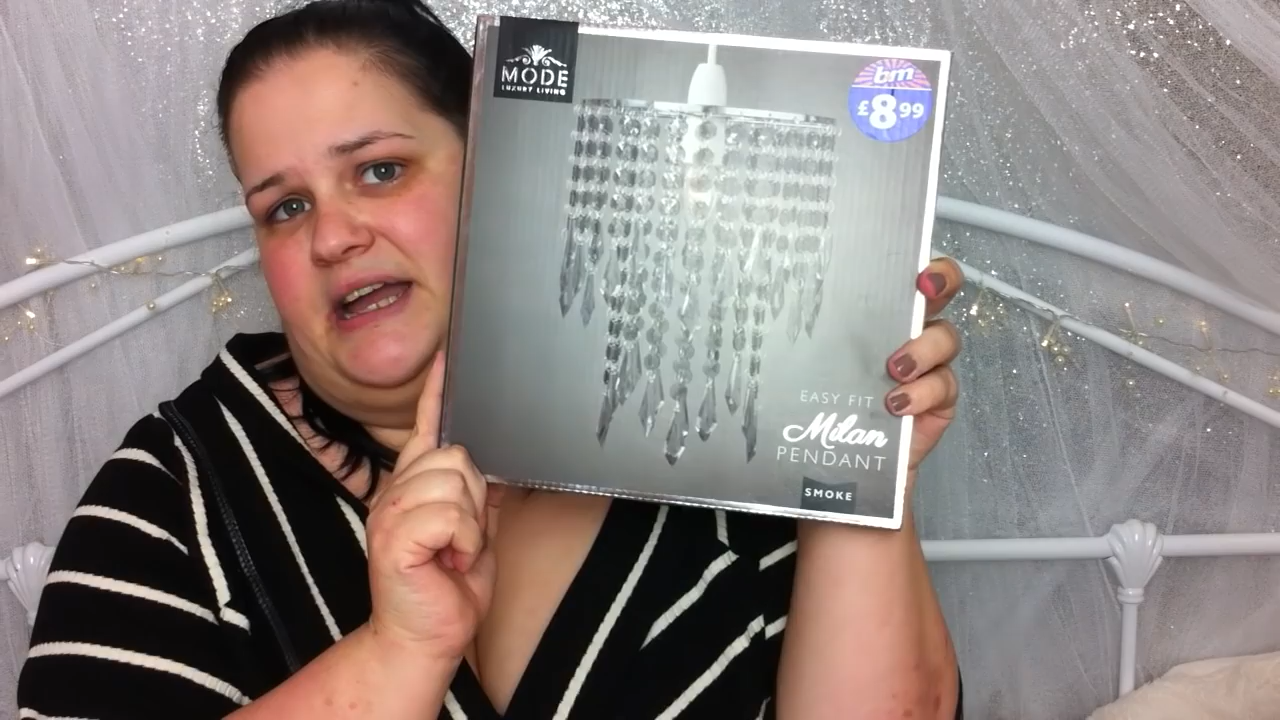 MODE
LUXURY LIVING
bm
£8.99
EASY FIT
Milan
PENDANT
SMOKE